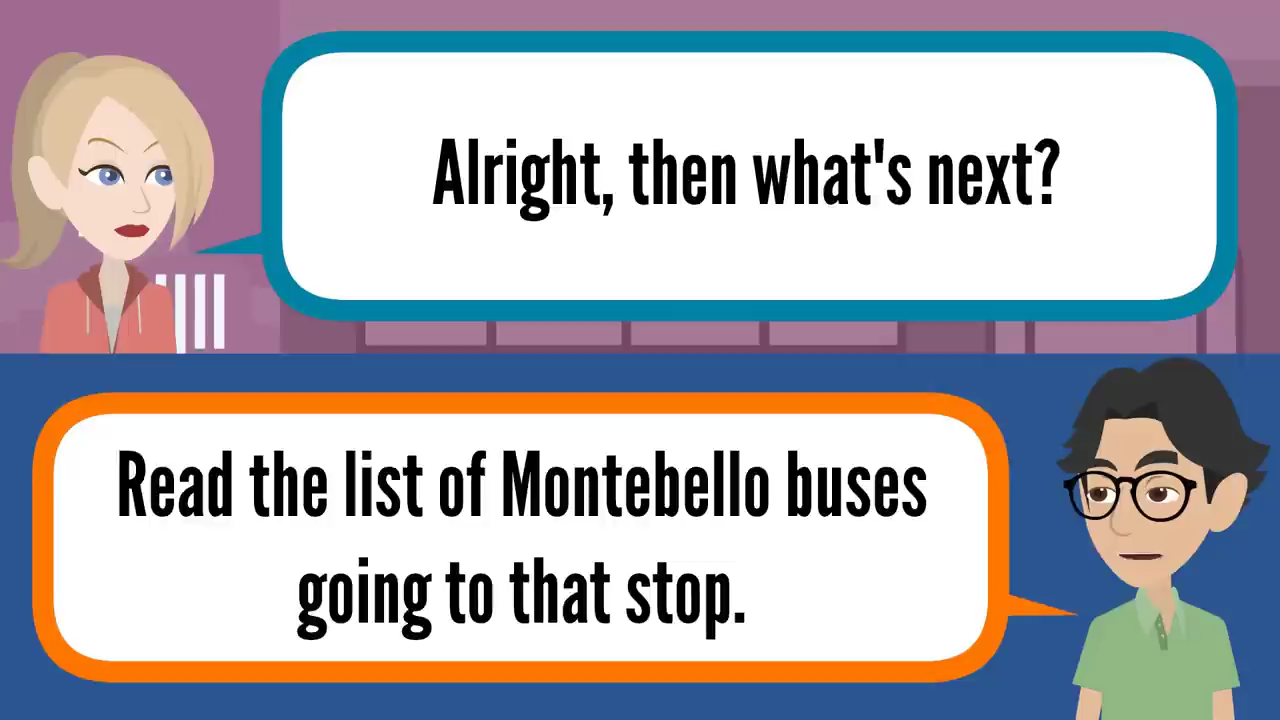 Alright, then what's next?
Read the list of Montebello buses
going to that stop.